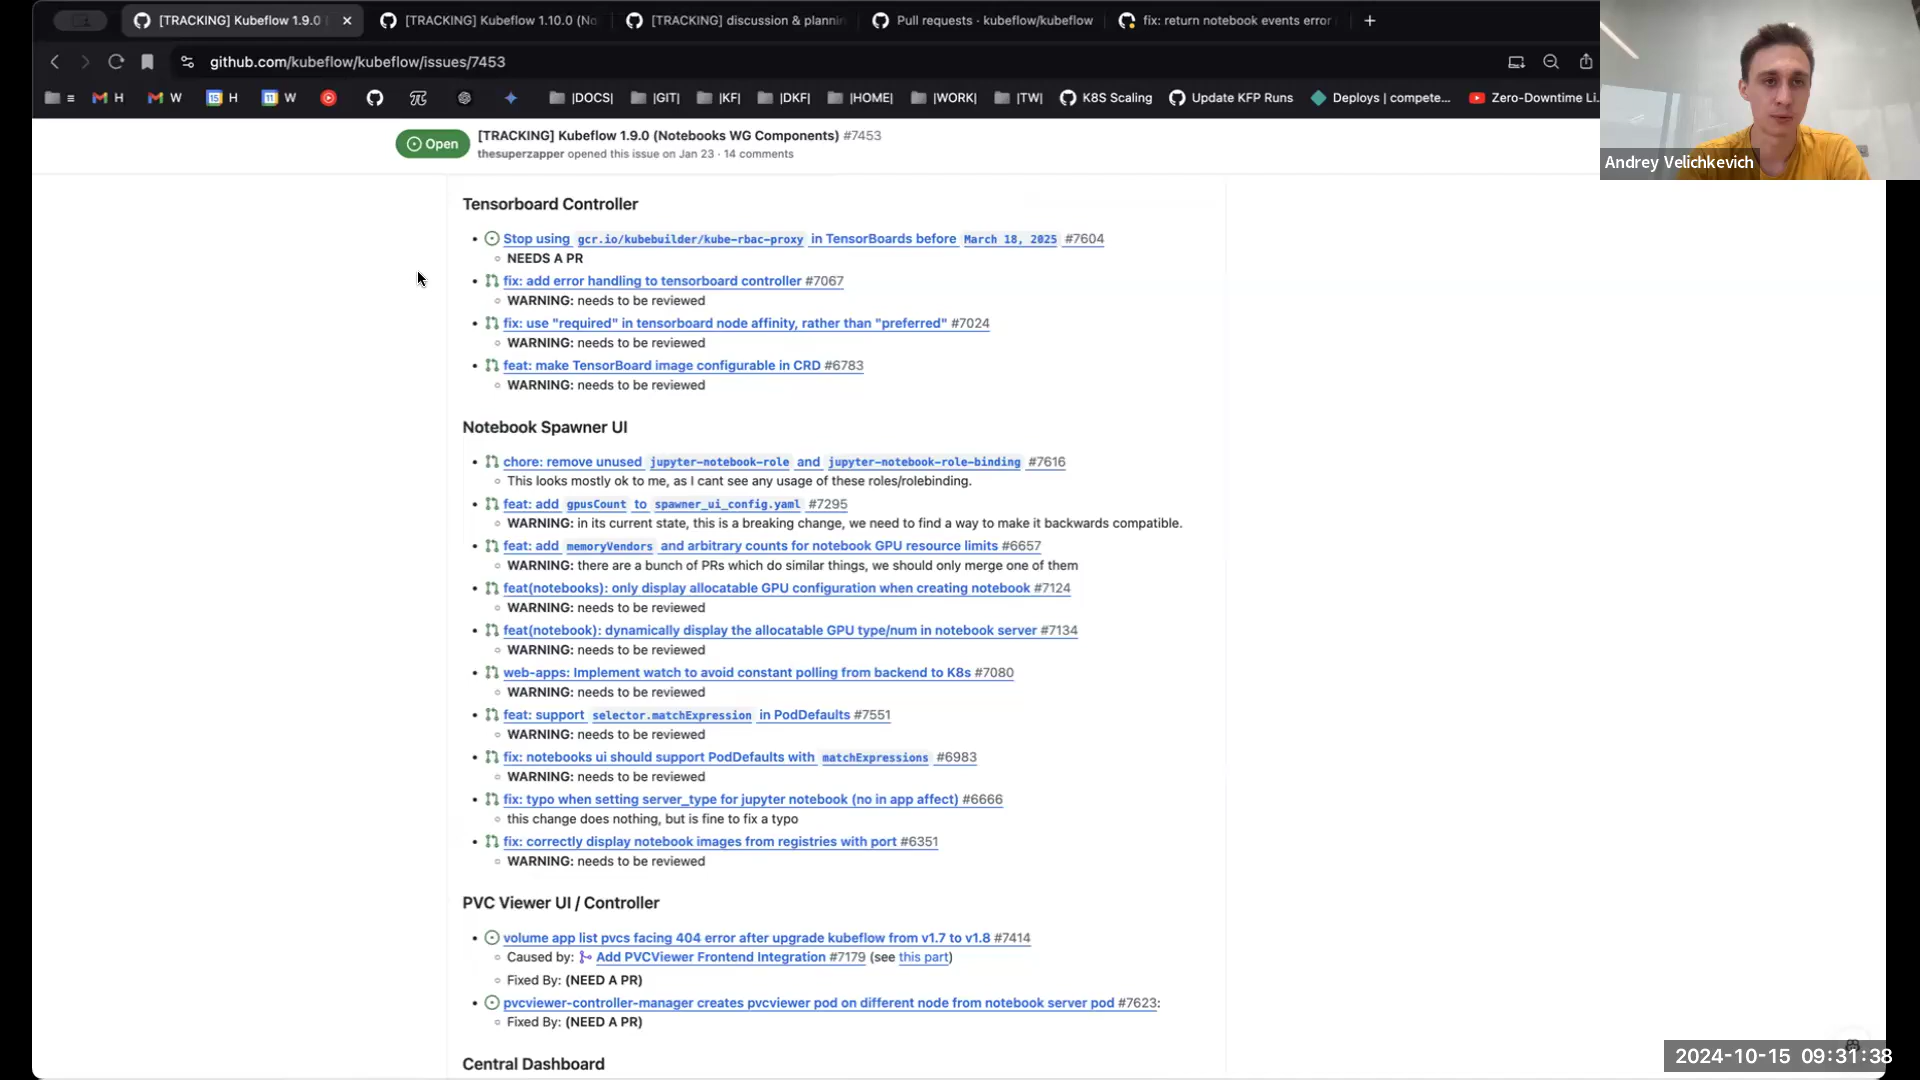 [TRACKING] Kubeflow 1.9.0
[TRACKING] Kubeflow 1.10.0 (No
[TRACKING] discussion & plannin
Pull requests · kubeflow/kubeflow
fix: return notebook events error
github.com/kubeflow/kubeflow/issues/7453
H
W
H
W
|DOCS|
|GIT|
|KF|
|DKF|
|HOME|
|WORK|
|TW|
K8S Scaling
Update KFP Runs
Deploys | compete...
Zero-Downtime Li...
Andrey Velichkevich
Open
[TRACKING] Kubeflow 1.9.0 (Notebooks WG Components) #7453
thesuperzapper opened this issue on Jan 23 · 14 comments
Tensorboard Controller
Stop using gcr.io/kubebuilder/kube-rbac-proxy in TensorBoards before March 18, 2025 #7604
NEEDS A PR
fix: add error handling to tensorboard controller #7067
WARNING: needs to be reviewed
fix: use "required" in tensorboard node affinity, rather than "preferred" #7024
WARNING: needs to be reviewed
feat: make TensorBoard image configurable in CRD #6783
WARNING: needs to be reviewed
Notebook Spawner UI
chore: remove unused jupyter-notebook-role and jupyter-notebook-role-binding #7616
This looks mostly ok to me, as I cant see any usage of these roles/rolebinding.
feat: add gpusCount to spawner_ui_config.yaml #7295
WARNING: in its current state, this is a breaking change, we need to find a way to make it backwards compatible.
feat: add memoryVendors and arbitrary counts for notebook GPU resource limits #6657
WARNING: there are a bunch of PRs which do similar things, we should only merge one of them
feat(notebooks): only display allocatable GPU configuration when creating notebook #7124
WARNING: needs to be reviewed
feat(notebook): dynamically display the allocatable GPU type/num in notebook server #7134
WARNING: needs to be reviewed
web-apps: Implement watch to avoid constant polling from backend to K8s #7080
WARNING: needs to be reviewed
feat: support selector.matchExpression in PodDefaults #7551
WARNING: needs to be reviewed
fix: notebooks ui should support PodDefaults with matchExpressions #6983
WARNING: needs to be reviewed
fix: typo when setting server_type for jupyter notebook (no in app affect) #6666
this change does nothing, but is fine to fix a typo
fix: correctly display notebook images from registries with port #6351
WARNING: needs to be reviewed
PVC Viewer UI / Controller
volume app list pvcs facing 404 error after upgrade kubeflow from v1.7 to v1.8 #7414
Caused by: Add PVCViewer Frontend Integration #7179 (see this part)
Fixed By: (NEED A PR)
pvcviewer-controller-manager creates pvcviewer pod on different node from notebook server pod #7623:
Fixed By: (NEED A PR)
Central Dashboard
2024-10-15 09:31:38